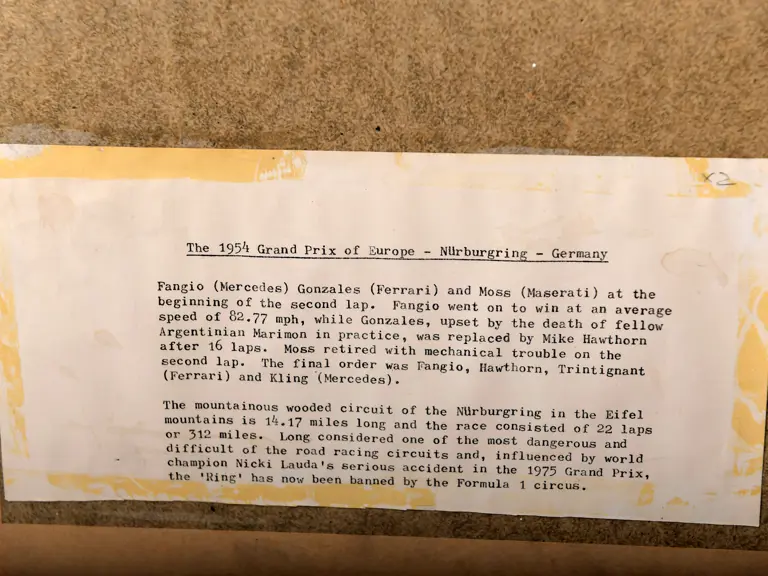 x2
The 1954 Grand Prix of Europe - Nürburgring - Germany
Fangio (Mercedes) Gonzales (Ferrari) and Moss (Maserati) at the
beginning of the second lap. Fangio went on to win at an average
speed of 82.77 mph, while Gonzales, upset by the death of fellow
Argentinian Marimon in practice, was replaced by Mike Hawthorn
after 16 laps. Moss retired with mechanical trouble on the
second lap. The final order was Fangio, Hawthorn, Trintignant
(Ferrari) and Kling (Mercedes).
The mountainous wooded circuit of the Nürburgring in the Eifel
mountains is 14.17 miles long and the race consisted of 22 laps
or 312 miles. Long considered one of the most dangerous and
difficult of the road racing circuits and, influenced by world
champion Nicki Lauda's serious accident in the 1975 Grand Prix,
the 'Ring' has now been banned by the Formula 1 circus.